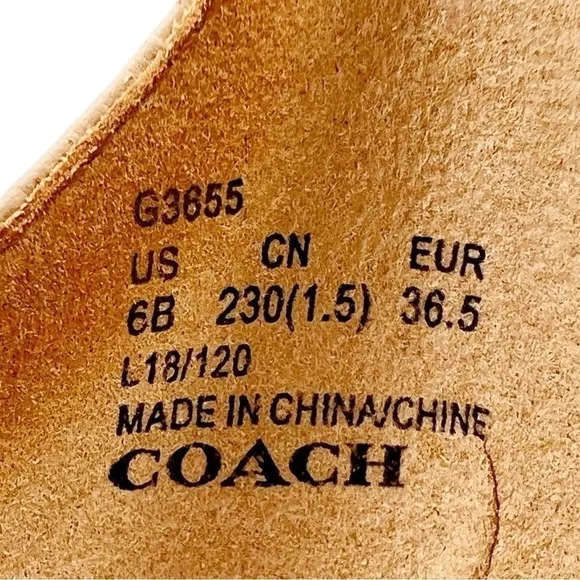 G3655
US CN EUR
6B 230(1.5) 36.5
L18/120
MADE IN CHINA/CHINE
COACH